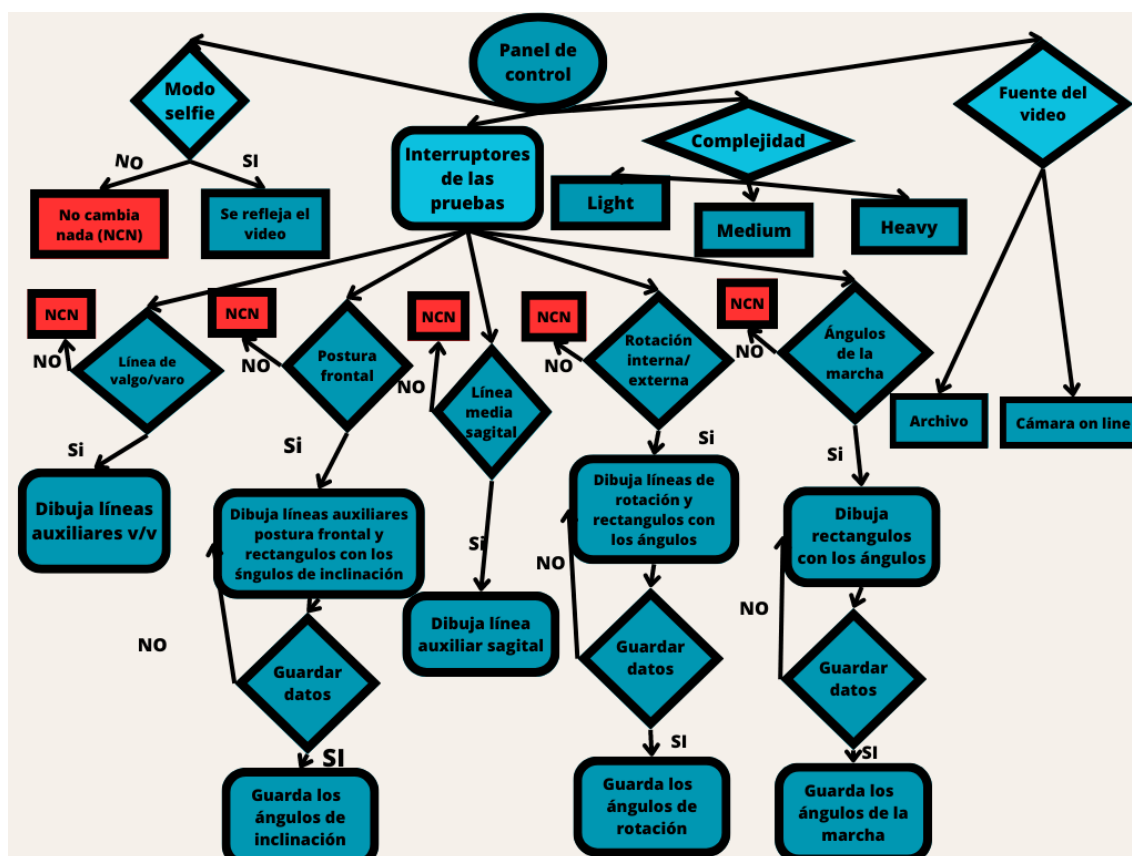 Panel de
control
Modo
selfie
Fuente del
video
Complejidad
Interruptores
de las
pruebas
NO
SI
No cambia
nada (NCN)
Se refleja el
video
Light
Medium
Heavy
NCN
NCN
NCN
NCN
NCN
NO
Línea de
valgo/varo
NO
Postura
frontal
NO
Línea
media
sagital
NO
Rotación
interna/
externa
NO
Ángulos
de la
marcha
Archivo
Cámara on line
Si
Si
Si
Si
Si
Dibuja líneas
auxiliares v/v
Dibuja líneas auxiliares
postura frontal y
rectangulos con los
śngulos de inclinación
Dibuja línea
auxiliar sagital
Dibuja líneas de
rotación y
rectangulos con
los ángulos
Dibuja
rectangulos
con los ángulos
NO
NO
NO
Guardar
datos
Guardar
datos
Guardar
datos
SI
SI
SI
Guarda los
ángulos de
inclinación
Guarda los
ángulos de
rotación
Guarda los
ángulos de la
marcha